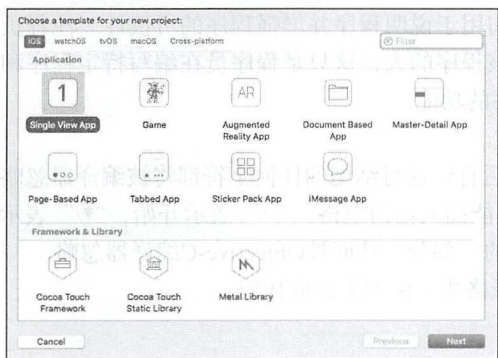 Choose a template for your new project:
iOS watchOS tvOS macOS Cross-platform Filter
Application
1 AR
Single View App Game Augmented Reality App Document Based App Master-Detail App
Page-Based App Tabbed App Sticker Pack App iMessage App
Framework & Library
Cocoa Touch Framework Cocoa Touch Static Library Metal Library
Cancel Previous Next